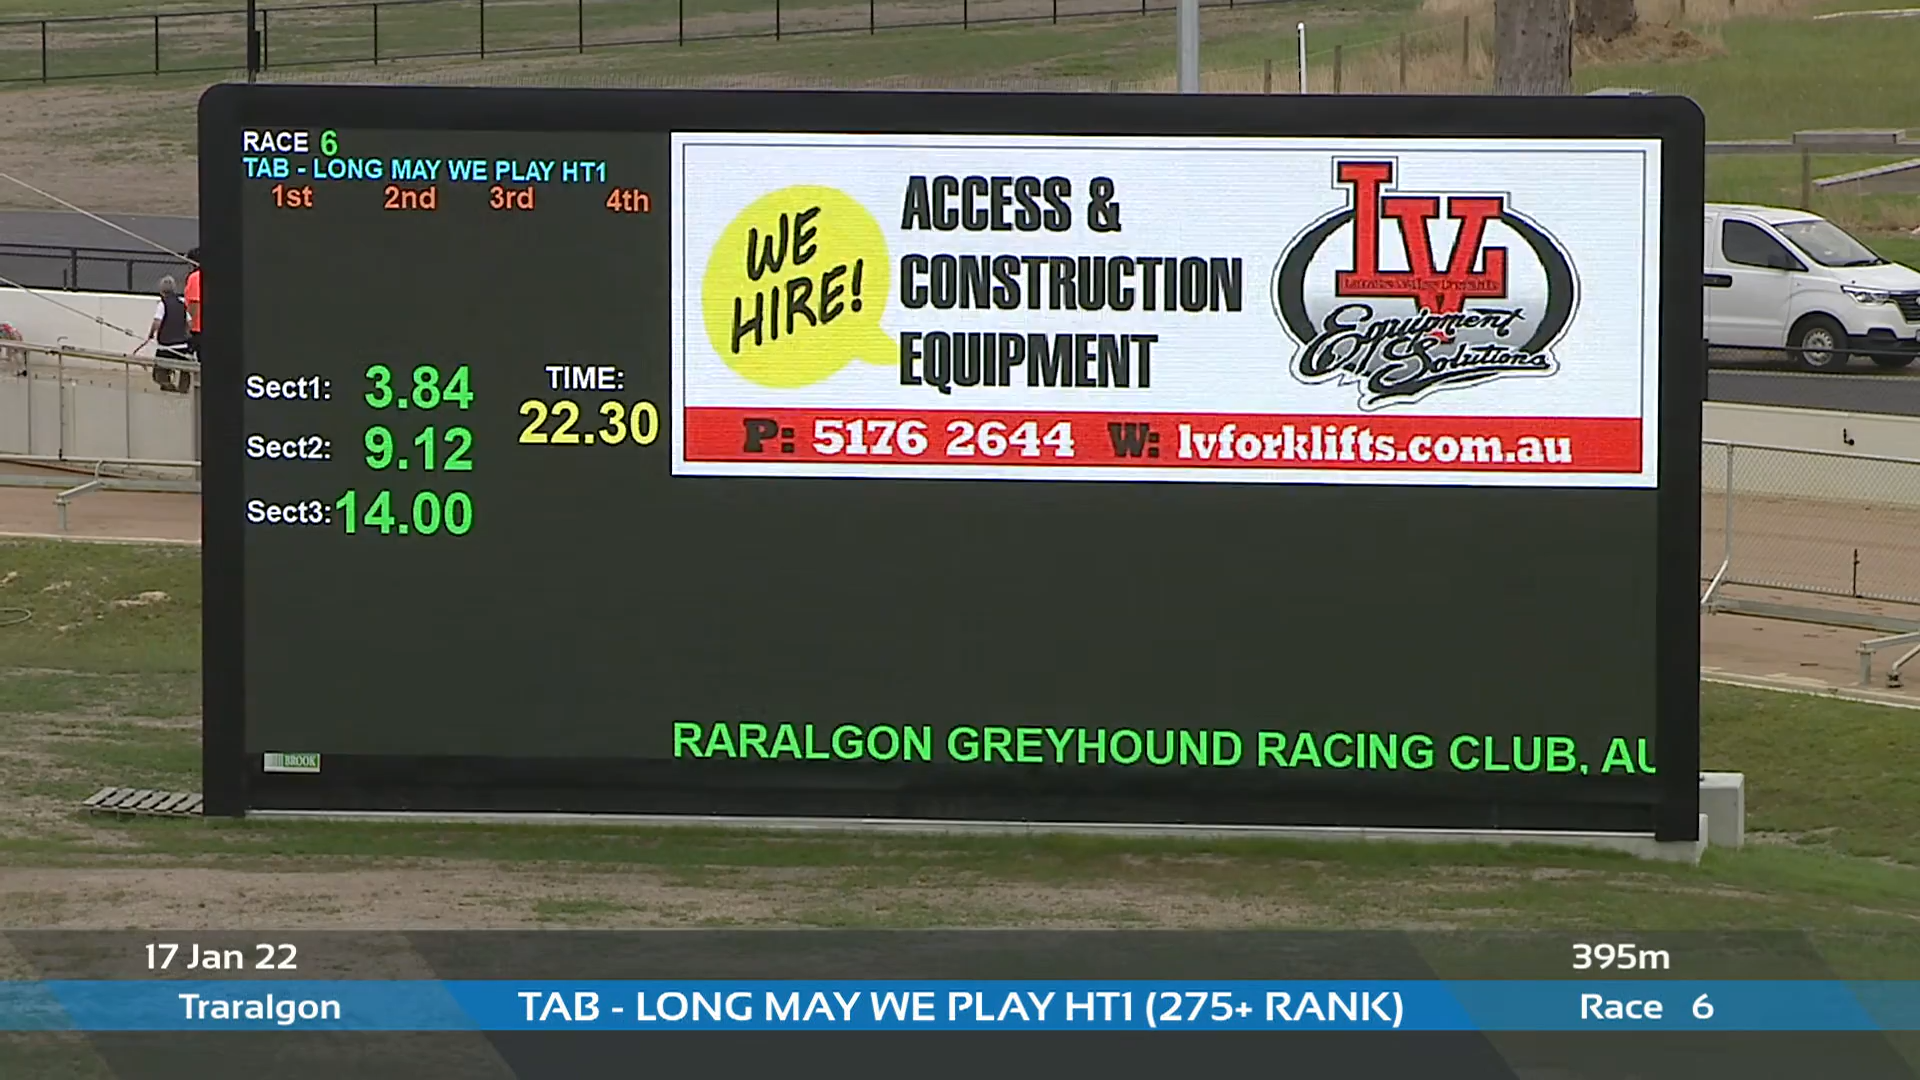 RACE 6
TAB - LONG MAY WE PLAY HT1
1st 2nd 3rd 4th
Sect1: 3.84
Sect2: 9.12
Sect3: 14.00
TIME:
22.30
WE
HIRE!
ACCESS &
CONSTRUCTION
EQUIPMENT
LV
Equipment
Solutions
P: 5176 2644 W: lvforklifts.com.au
RARALGON GREYHOUND RACING CLUB, AU
BROOK
17 Jan 22
395m
Traralgon
TAB - LONG MAY WE PLAY HT1 (275+ RANK)
Race 6